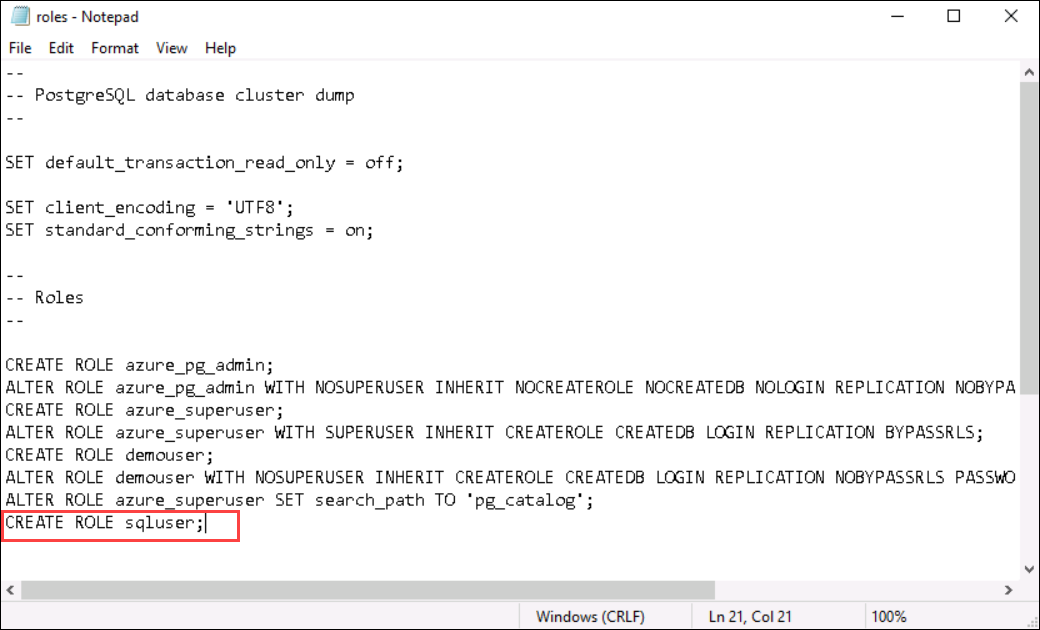 roles - Notepad
File Edit Format View Help
--
-- PostgreSQL database cluster dump
--
SET default_transaction_read_only = off;
SET client_encoding = 'UTF8';
SET standard_conforming_strings = on;
--
-- Roles
--
CREATE ROLE azure_pg_admin;
ALTER ROLE azure_pg_admin WITH NOSUPERUSER INHERIT NOCREATEROLE NOCREATEDB NOLOGIN REPLICATION NOBYPA
CREATE ROLE azure_superuser;
ALTER ROLE azure_superuser WITH SUPERUSER INHERIT CREATEROLE CREATEDB LOGIN REPLICATION BYPASSRLS;
CREATE ROLE demouser;
ALTER ROLE demouser WITH NOSUPERUSER INHERIT CREATEROLE CREATEDB LOGIN REPLICATION NOBYPASSRLS PASSWO
ALTER ROLE azure_superuser SET search_path TO 'pg_catalog';
CREATE ROLE sqluser;
Windows (CRLF) Ln 21, Col 21 100%